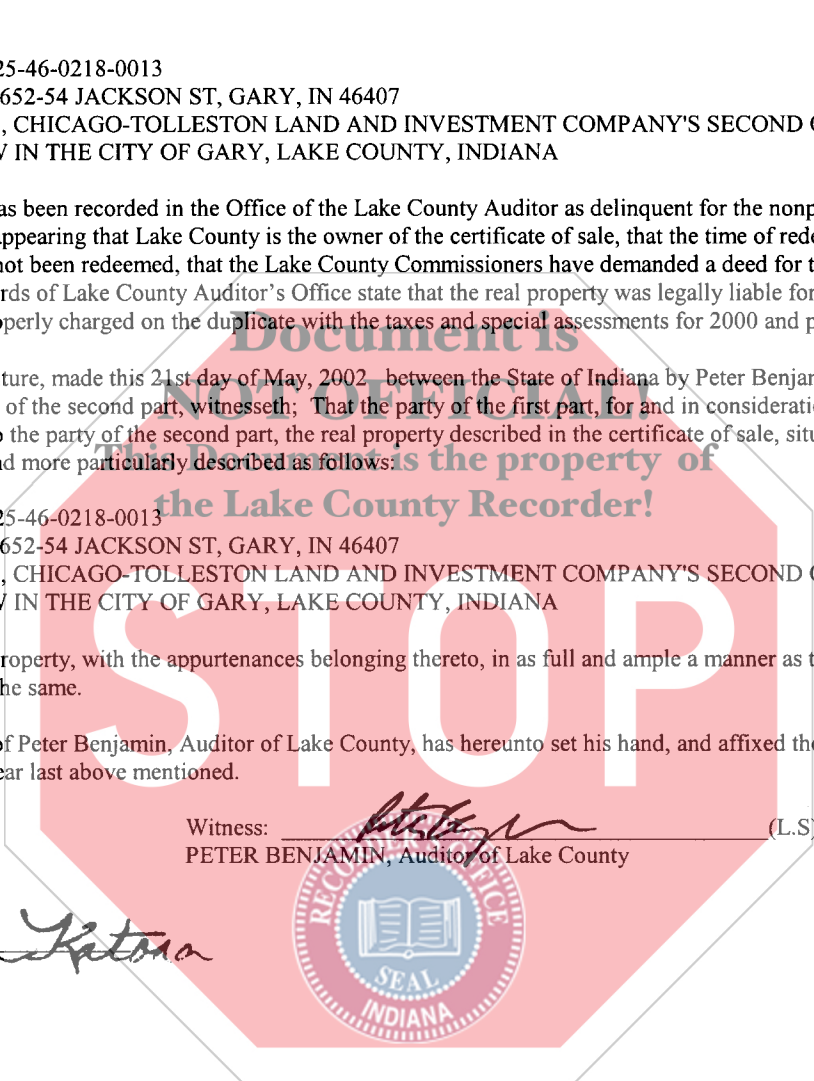 25-46-0218-0013
652-54 JACKSON ST, GARY, IN 46407
, CHICAGO-TOLLESTON LAND AND INVESTMENT COMPANY'S SECOND
IN THE CITY OF GARY, LAKE COUNTY, INDIANA
as been recorded in the Office of the Lake County Auditor as delinquent for the nonp
appearing that Lake County is the owner of the certificate of sale, that the time of rede
not been redeemed, that the Lake County Commissioners have demanded a deed for t
rds of Lake County Auditor's Office state that the real property was legally liable for
operly charged on the duplicate with the taxes and special assessments for 2000 and p
Document is
ture, made this 21st day of May, 2002 between the State of Indiana by Peter Benjar
NOT OFFICIAL!
of the second part, witnesseth; That the party of the first part, for and in considerati
o the party of the second part, the real property described in the certificate of sale, situ
This Document is the property of
nd more particularly described as follows:
the Lake County Recorder!
25-46-0218-0013
652-54 JACKSON ST, GARY, IN 46407
, CHICAGO-TOLLESTON LAND AND INVESTMENT COMPANY'S SECOND
IN THE CITY OF GARY, LAKE COUNTY, INDIANA
STOP
roperty, with the appurtenances belonging thereto, in as full and ample a manner as t
he same.
of Peter Benjamin, Auditor of Lake County, has hereunto set his hand, and affixed the
ear last above mentioned.
Witness: (L.S
PETER BENJAMIN, Auditor of Lake County
RECORDER'S OFFICE
SEAL
INDIANA
Katona